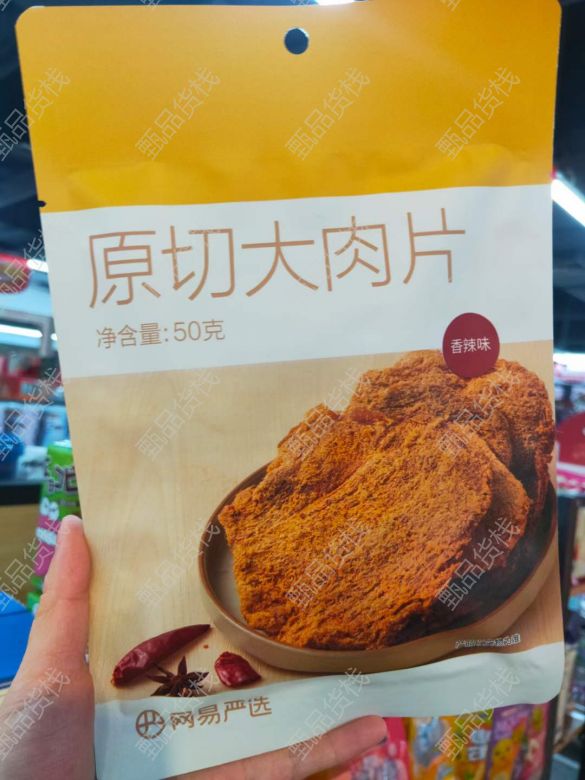 原切大肉片
净含量:50克
香辣味
网易严选
甄品货栈